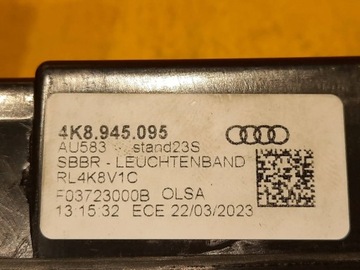 4K8.945.095
AU583 stand23S
SBBR - LEUCHTENBAND
RL4K8V1C
F03723000B OLSA
13 15 32 ECE 22/03/2023